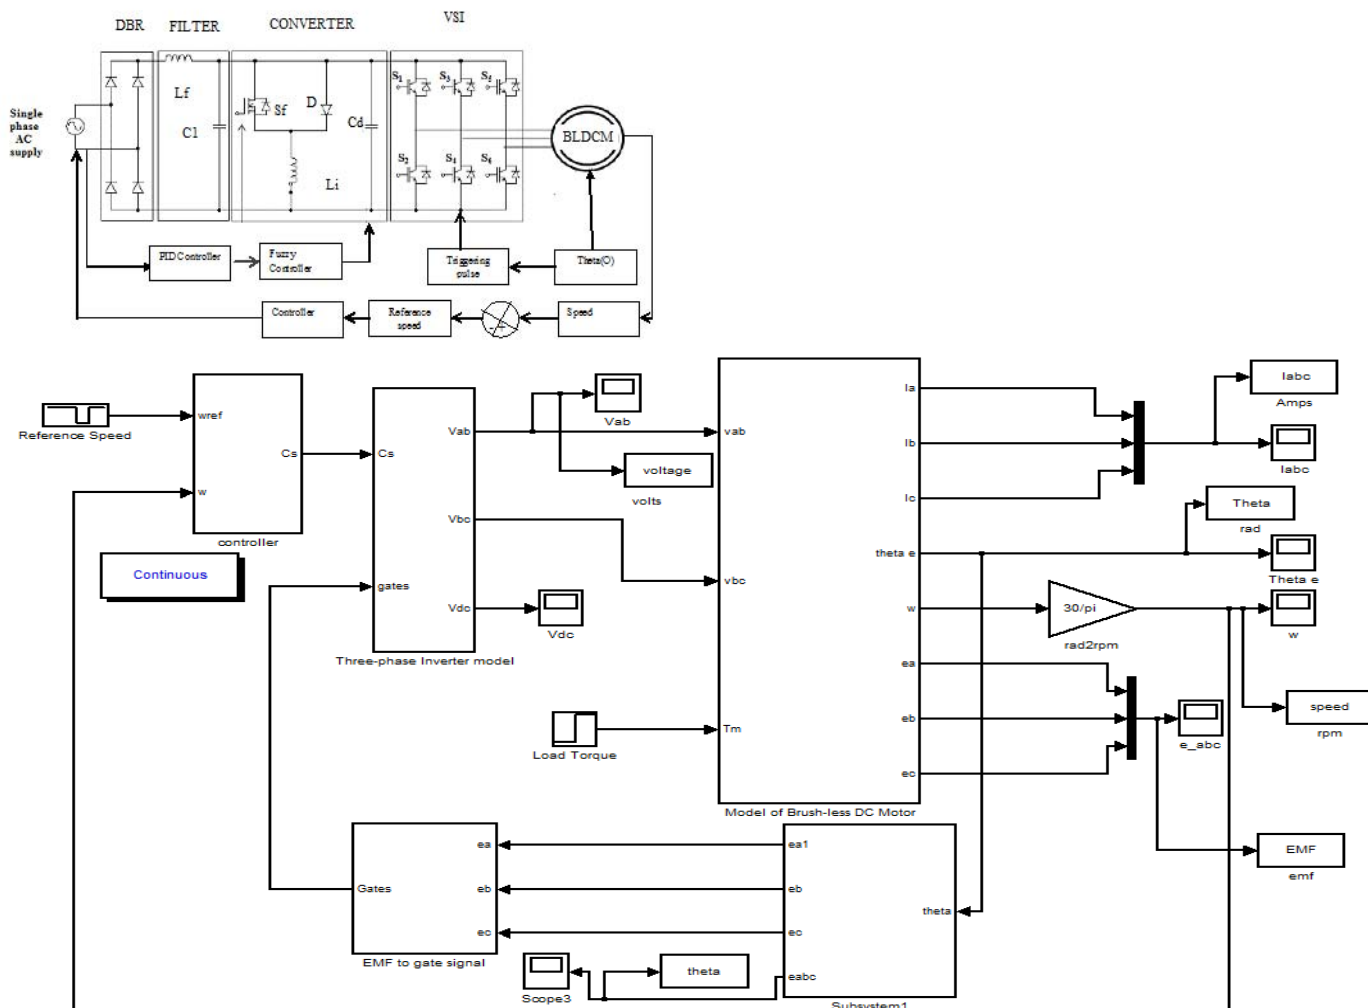 DBR
FILTER
CONVERTER
VSI
Single
phase
AC
supply
Lf
C1
Sf
D
Cd
Li
S1
S3
S5
S2
S4
S6
BLDCM
PID Controller
Fuzzy
Controller
Triggering
pulse
Theta(O)
Controller
Reference
speed
- +
Speed
Reference Speed
wref
w
Cs
controller
Continuous
Cs
gates
Vab
Vbc
Vdc
Three-phase Inverter model
Vab
voltage
volts
Vdc
Load Torque
vab
vbc
Tm
Ia
Ib
Ic
theta e
w
ea
eb
ec
Model of Brush-less DC Motor
Iabc
Amps
Iabc
Theta
rad
Theta e
30/pi
rad2rpm
w
speed
rpm
e_abc
EMF
emf
Gates
ea
eb
ec
EMF to gate signal
ea1
eb
ec
eabc
theta
Subsystem1
Scope3
theta